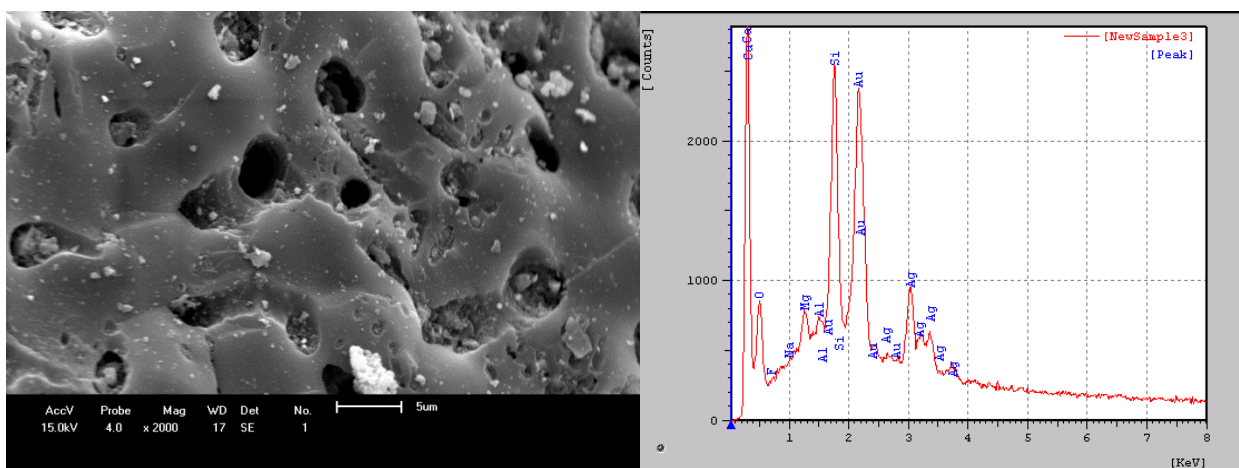 AccV Probe Mag WD Det No.
15.0kV 4.0 x 2000 17 SE 1
5um
[ Counts]
[NewSample3]
[Peak]
Si
Au
2000
Au
O
Mg
Al
Au
Si
Al
Na
F
1000
Ag
Ag
Ag
Ag
Au
Au
Ag
Ag
0
1 2 3 4 5 6 7 8
[KeV]